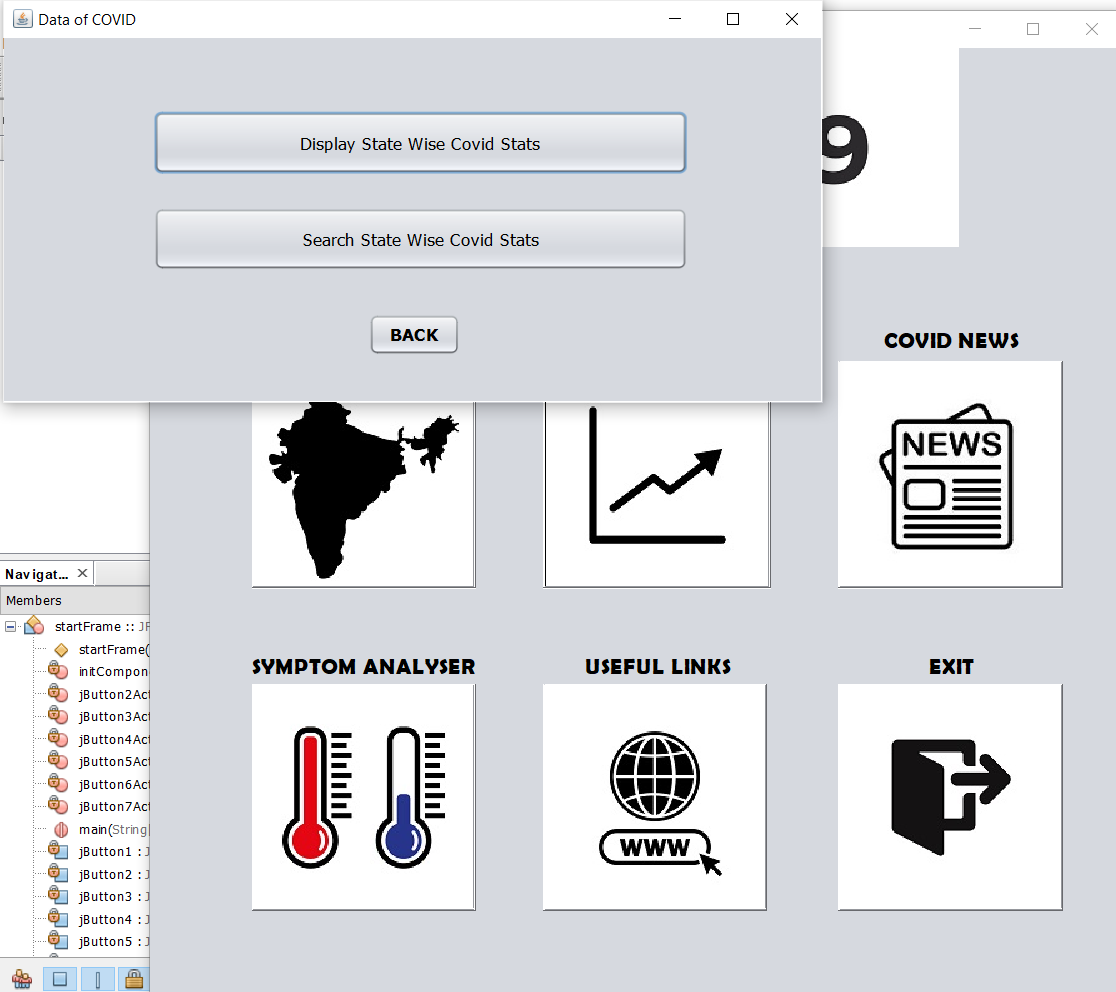 Data of COVID
Display State Wise Covid Stats
Search State Wise Covid Stats
BACK
9
COVID NEWS
NEWS
SYMPTOM ANALYSER
USEFUL LINKS
EXIT
WWW
Navigat...
Members
startFrame :: JF
startFrame(
initCompon
jButton2Act
jButton3Act
jButton4Act
jButton5Act
jButton6Act
jButton7Act
main(String[
jButton1 : J
jButton2 : J
jButton3 : J
jButton4 : J
jButton5 : J